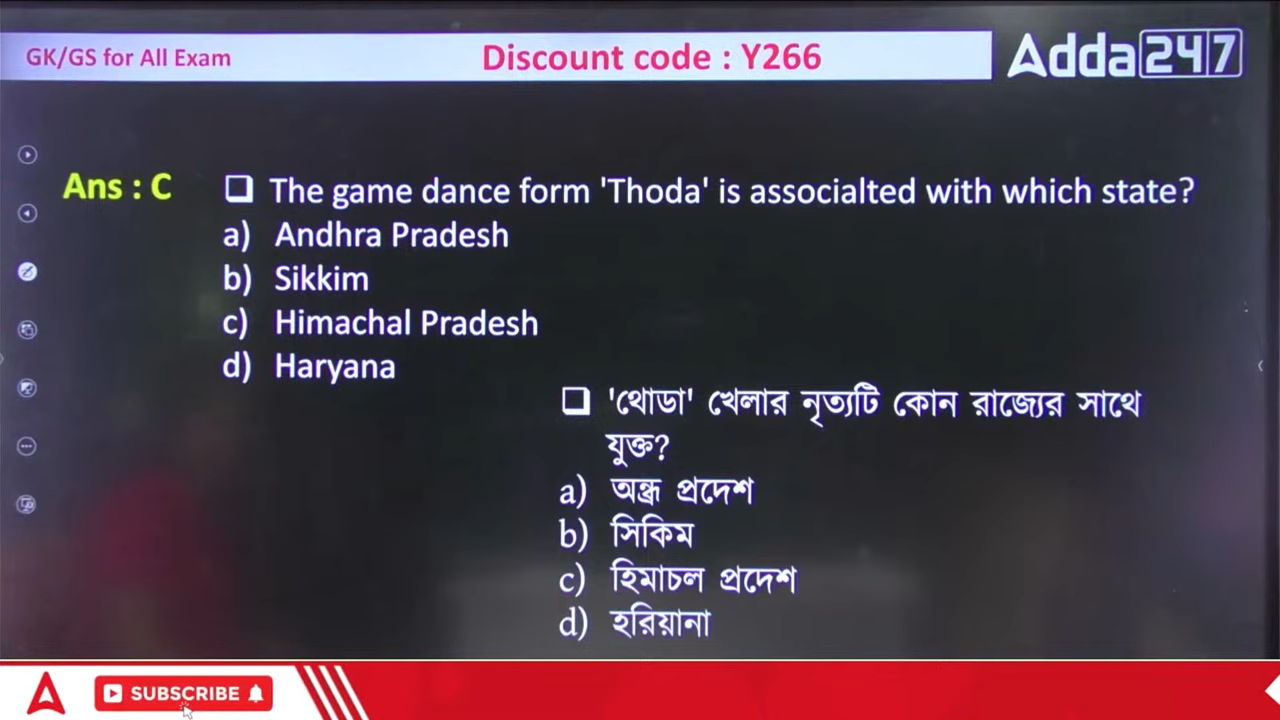 GK/GS for All Exam
Discount code : Y266
Adda247
Ans : C
❑ The game dance form 'Thoda' is associalted with which state?
a) Andhra Pradesh
b) Sikkim
c) Himachal Pradesh
d) Haryana
❑ 'থোডা' খেলার নৃত্যটি কোন রাজ্যের সাথে
যুক্ত?
a) অন্ধ্র প্রদেশ
b) সিকিম
c) হিমাচল প্রদেশ
d) হরিয়ানা
SUBSCRIBE